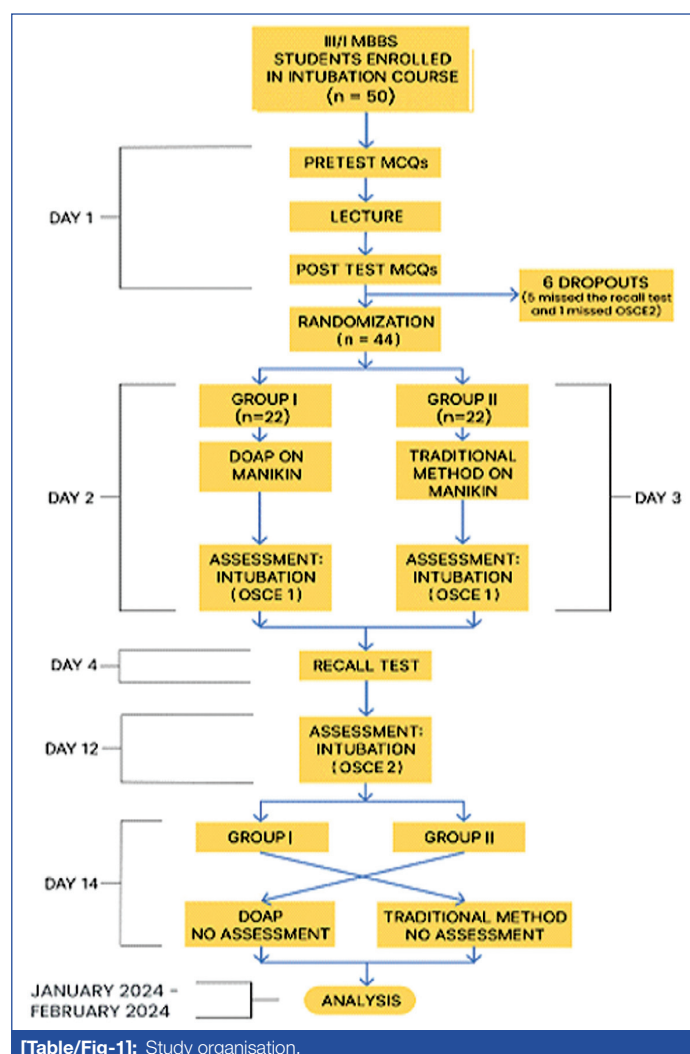 III/I MBBS
STUDENTS ENROLLED
IN INTUBATION COURSE
(n = 50)
DAY 1
PRETEST MCQs
LECTURE
POST TEST MCQs
6 DROPOUTS
(5 missed the recall test
and 1 missed OSCE2)
RANDOMIZATION
(n = 44)
DAY 2
GROUP I
(n=22)
DOAP ON
MANIKIN
ASSESSMENT:
INTUBATION
(OSCE 1)
GROUP II
(n=22)
TRADITIONAL
METHOD ON
MANIKIN
ASSESSMENT:
INTUBATION
(OSCE 1)
DAY 3
DAY 4
RECALL TEST
DAY 12
ASSESSMENT:
INTUBATION
(OSCE 2)
DAY 14
GROUP I
GROUP II
DOAP
NO ASSESSMENT
TRADITIONAL METHOD
NO ASSESSMENT
JANUARY 2024 -
FEBRUARY 2024
ANALYSIS
[Table/Fig-1]: Study organisation.